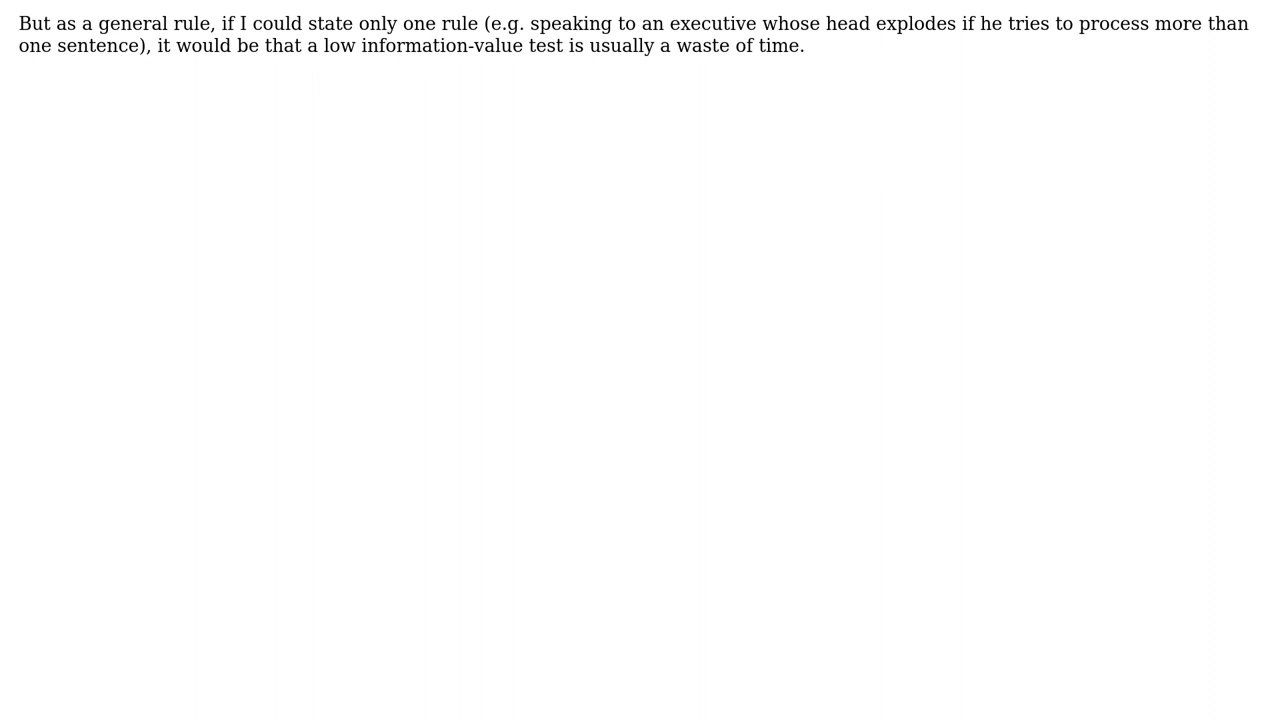 But as a general rule, if I could state only one rule (e.g. speaking to an executive whose head explodes if he tries to process more than
one sentence), it would be that a low information-value test is usually a waste of time.